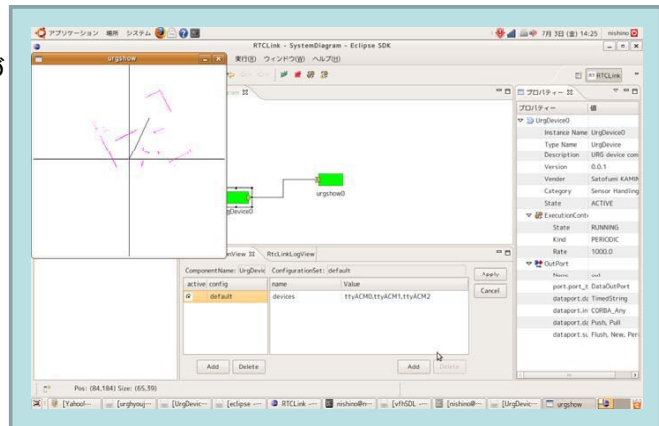 アプリケーション 場所 システム
7月 3日 (金) 14:25 nishino
RTCLink - SystemDiagram - Eclipse SDK
urgshow
実行(R) ウィンドウ(W) ヘルプ(H)
RTCLink
プロパティー
プロパティー 値
UrgDevice0
Instance Name UrgDevice0
Type Name UrgDevice
Description URG device com
Version 0.0.1
Vender Satofumi KAMIM
Category Sensor Handling
State ACTIVE
ExecutionConte
State RUNNING
Kind PERIODIC
Rate 1000.0
OutPort
port.port_t DataOutPort
dataport.da TimedString
dataport.in CORBA_Any
dataport.da Push, Pull
dataport.su Flush, New, Peri
gDevice0
urgshow0
onView RtcLinkLogView
ComponentName: UrgDevic ConfigurationSet: default
active config name Value
default devices ttyACM0,ttyACM1,ttyACM2
Apply
Cancel
Add Delete Add Delete
Pos: (84,184) Size: (65,39)
[Yahoo!… [urghyouj… [UrgDevic… [eclipse … RTCLink … nishino@n… [vfhSDL … [nishino@… [UrgDevic… urgshow